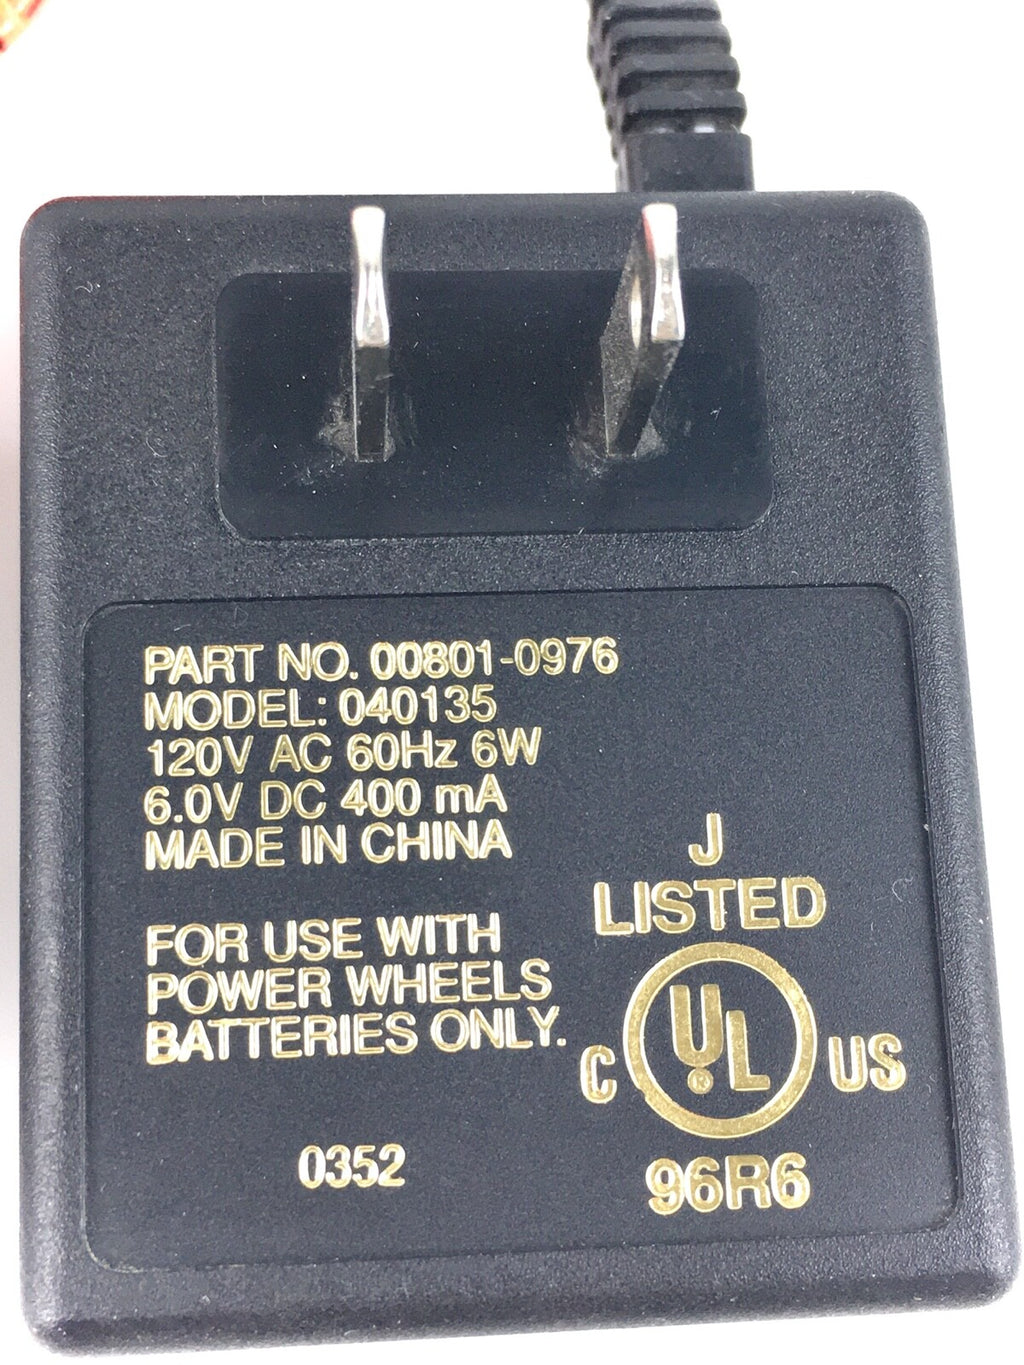 PART NO. 00801-0976
MODEL: 040135
120V AC 60Hz 6W
6.0V DC 400 mA
MADE IN CHINA
FOR USE WITH
POWER WHEELS
BATTERIES ONLY.
0352
J
LISTED
C UL ® US
96R6